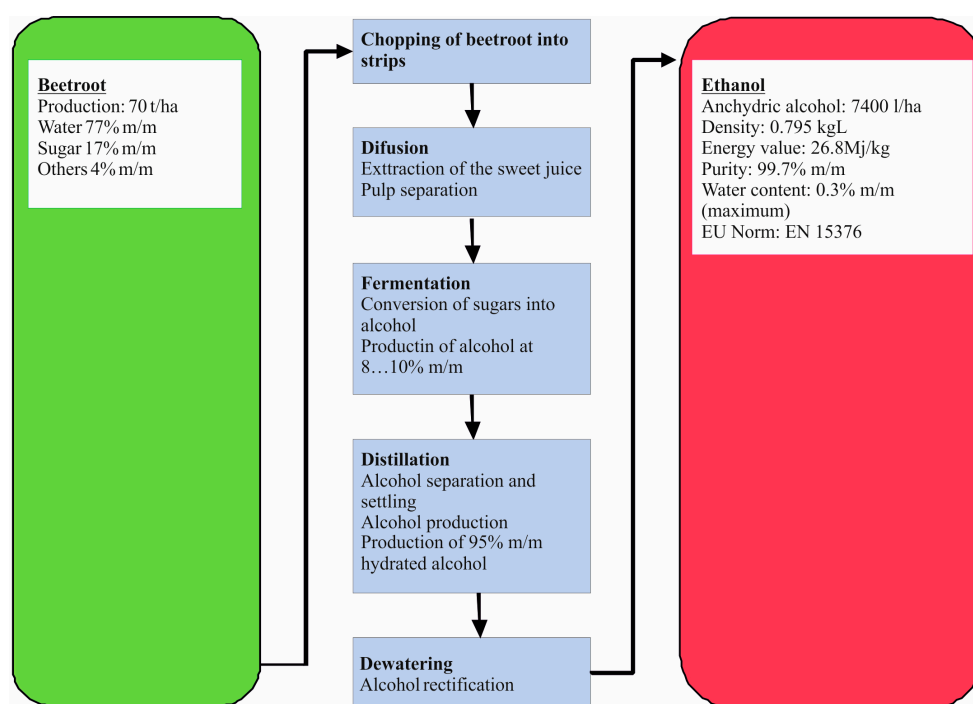 Beetroot
Production: 70 t/ha
Water 77% m/m
Sugar 17% m/m
Others 4% m/m
Chopping of beetroot into
strips
Difusion
Exttraction of the sweet juice
Pulp separation
Fermentation
Conversion of sugars into
alcohol
Productin of alcohol at
8…10% m/m
Distillation
Alcohol separation and
settling
Alcohol production
Production of 95% m/m
hydrated alcohol
Dewatering
Alcohol rectification
Ethanol
Anchydric alcohol: 7400 l/ha
Density: 0.795 kgL
Energy value: 26.8Mj/kg
Purity: 99.7% m/m
Water content: 0.3% m/m
(maximum)
EU Norm: EN 15376